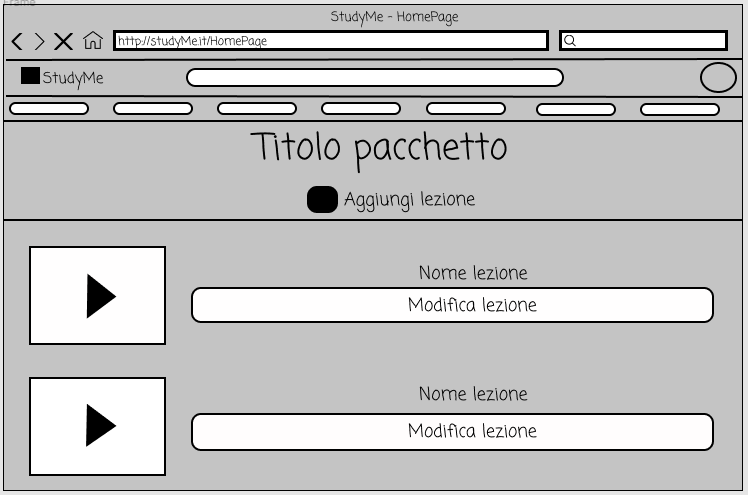 Frame
StudyMe - HomePage
http://studyMe.it/HomePage
StudyMe
Titolo pacchetto
Aggiungi lezione
Nome lezione
Modifica lezione
Nome lezione
Modifica lezione